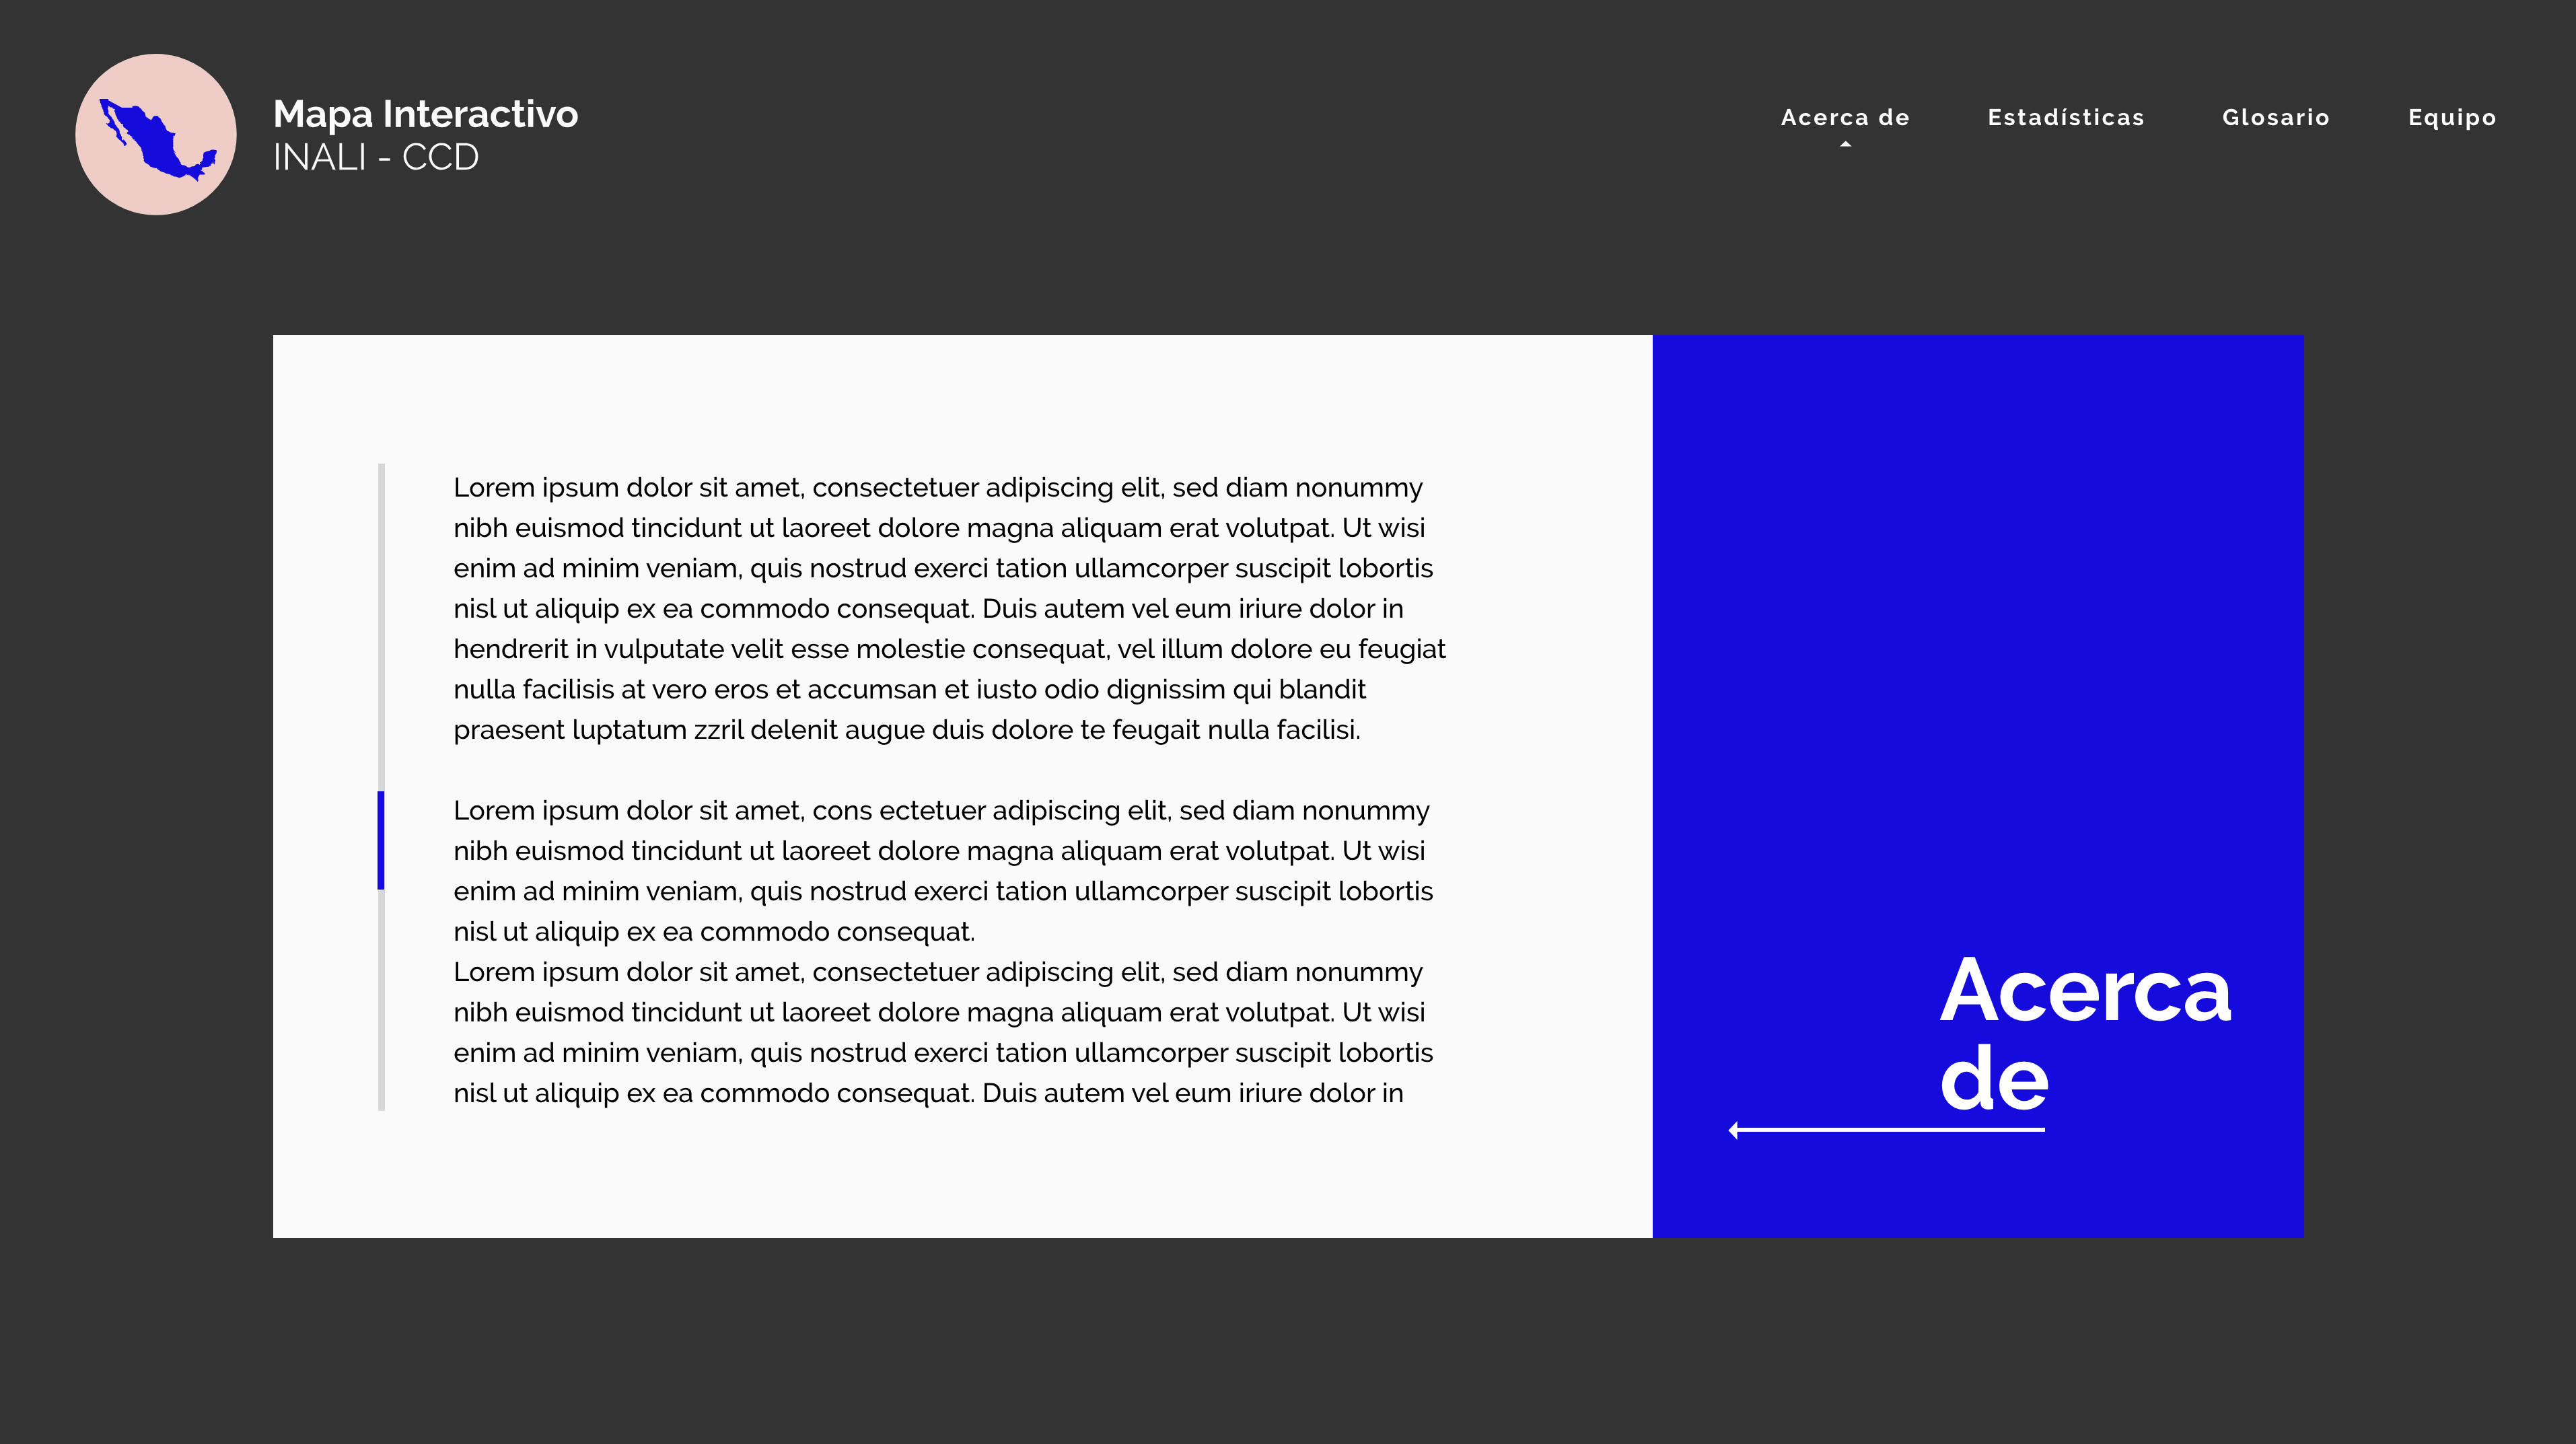 Mapa Interactivo
INALI - CCD
Acerca de
Estadísticas
Glosario
Equipo
Lorem ipsum dolor sit amet, consectetuer adipiscing elit, sed diam nonummy
nibh euismod tincidunt ut laoreet dolore magna aliquam erat volutpat. Ut wisi
enim ad minim veniam, quis nostrud exerci tation ullamcorper suscipit lobortis
nisl ut aliquip ex ea commodo consequat. Duis autem vel eum iriure dolor in
hendrerit in vulputate velit esse molestie consequat, vel illum dolore eu feugiat
nulla facilisis at vero eros et accumsan et iusto odio dignissim qui blandit
praesent luptatum zzril delenit augue duis dolore te feugait nulla facilisi.
Lorem ipsum dolor sit amet, cons ectetuer adipiscing elit, sed diam nonummy
nibh euismod tincidunt ut laoreet dolore magna aliquam erat volutpat. Ut wisi
enim ad minim veniam, quis nostrud exerci tation ullamcorper suscipit lobortis
nisl ut aliquip ex ea commodo consequat.
Lorem ipsum dolor sit amet, consectetuer adipiscing elit, sed diam nonummy
nibh euismod tincidunt ut laoreet dolore magna aliquam erat volutpat. Ut wisi
enim ad minim veniam, quis nostrud exerci tation ullamcorper suscipit lobortis
nisl ut aliquip ex ea commodo consequat. Duis autem vel eum iriure dolor in
Acerca
de